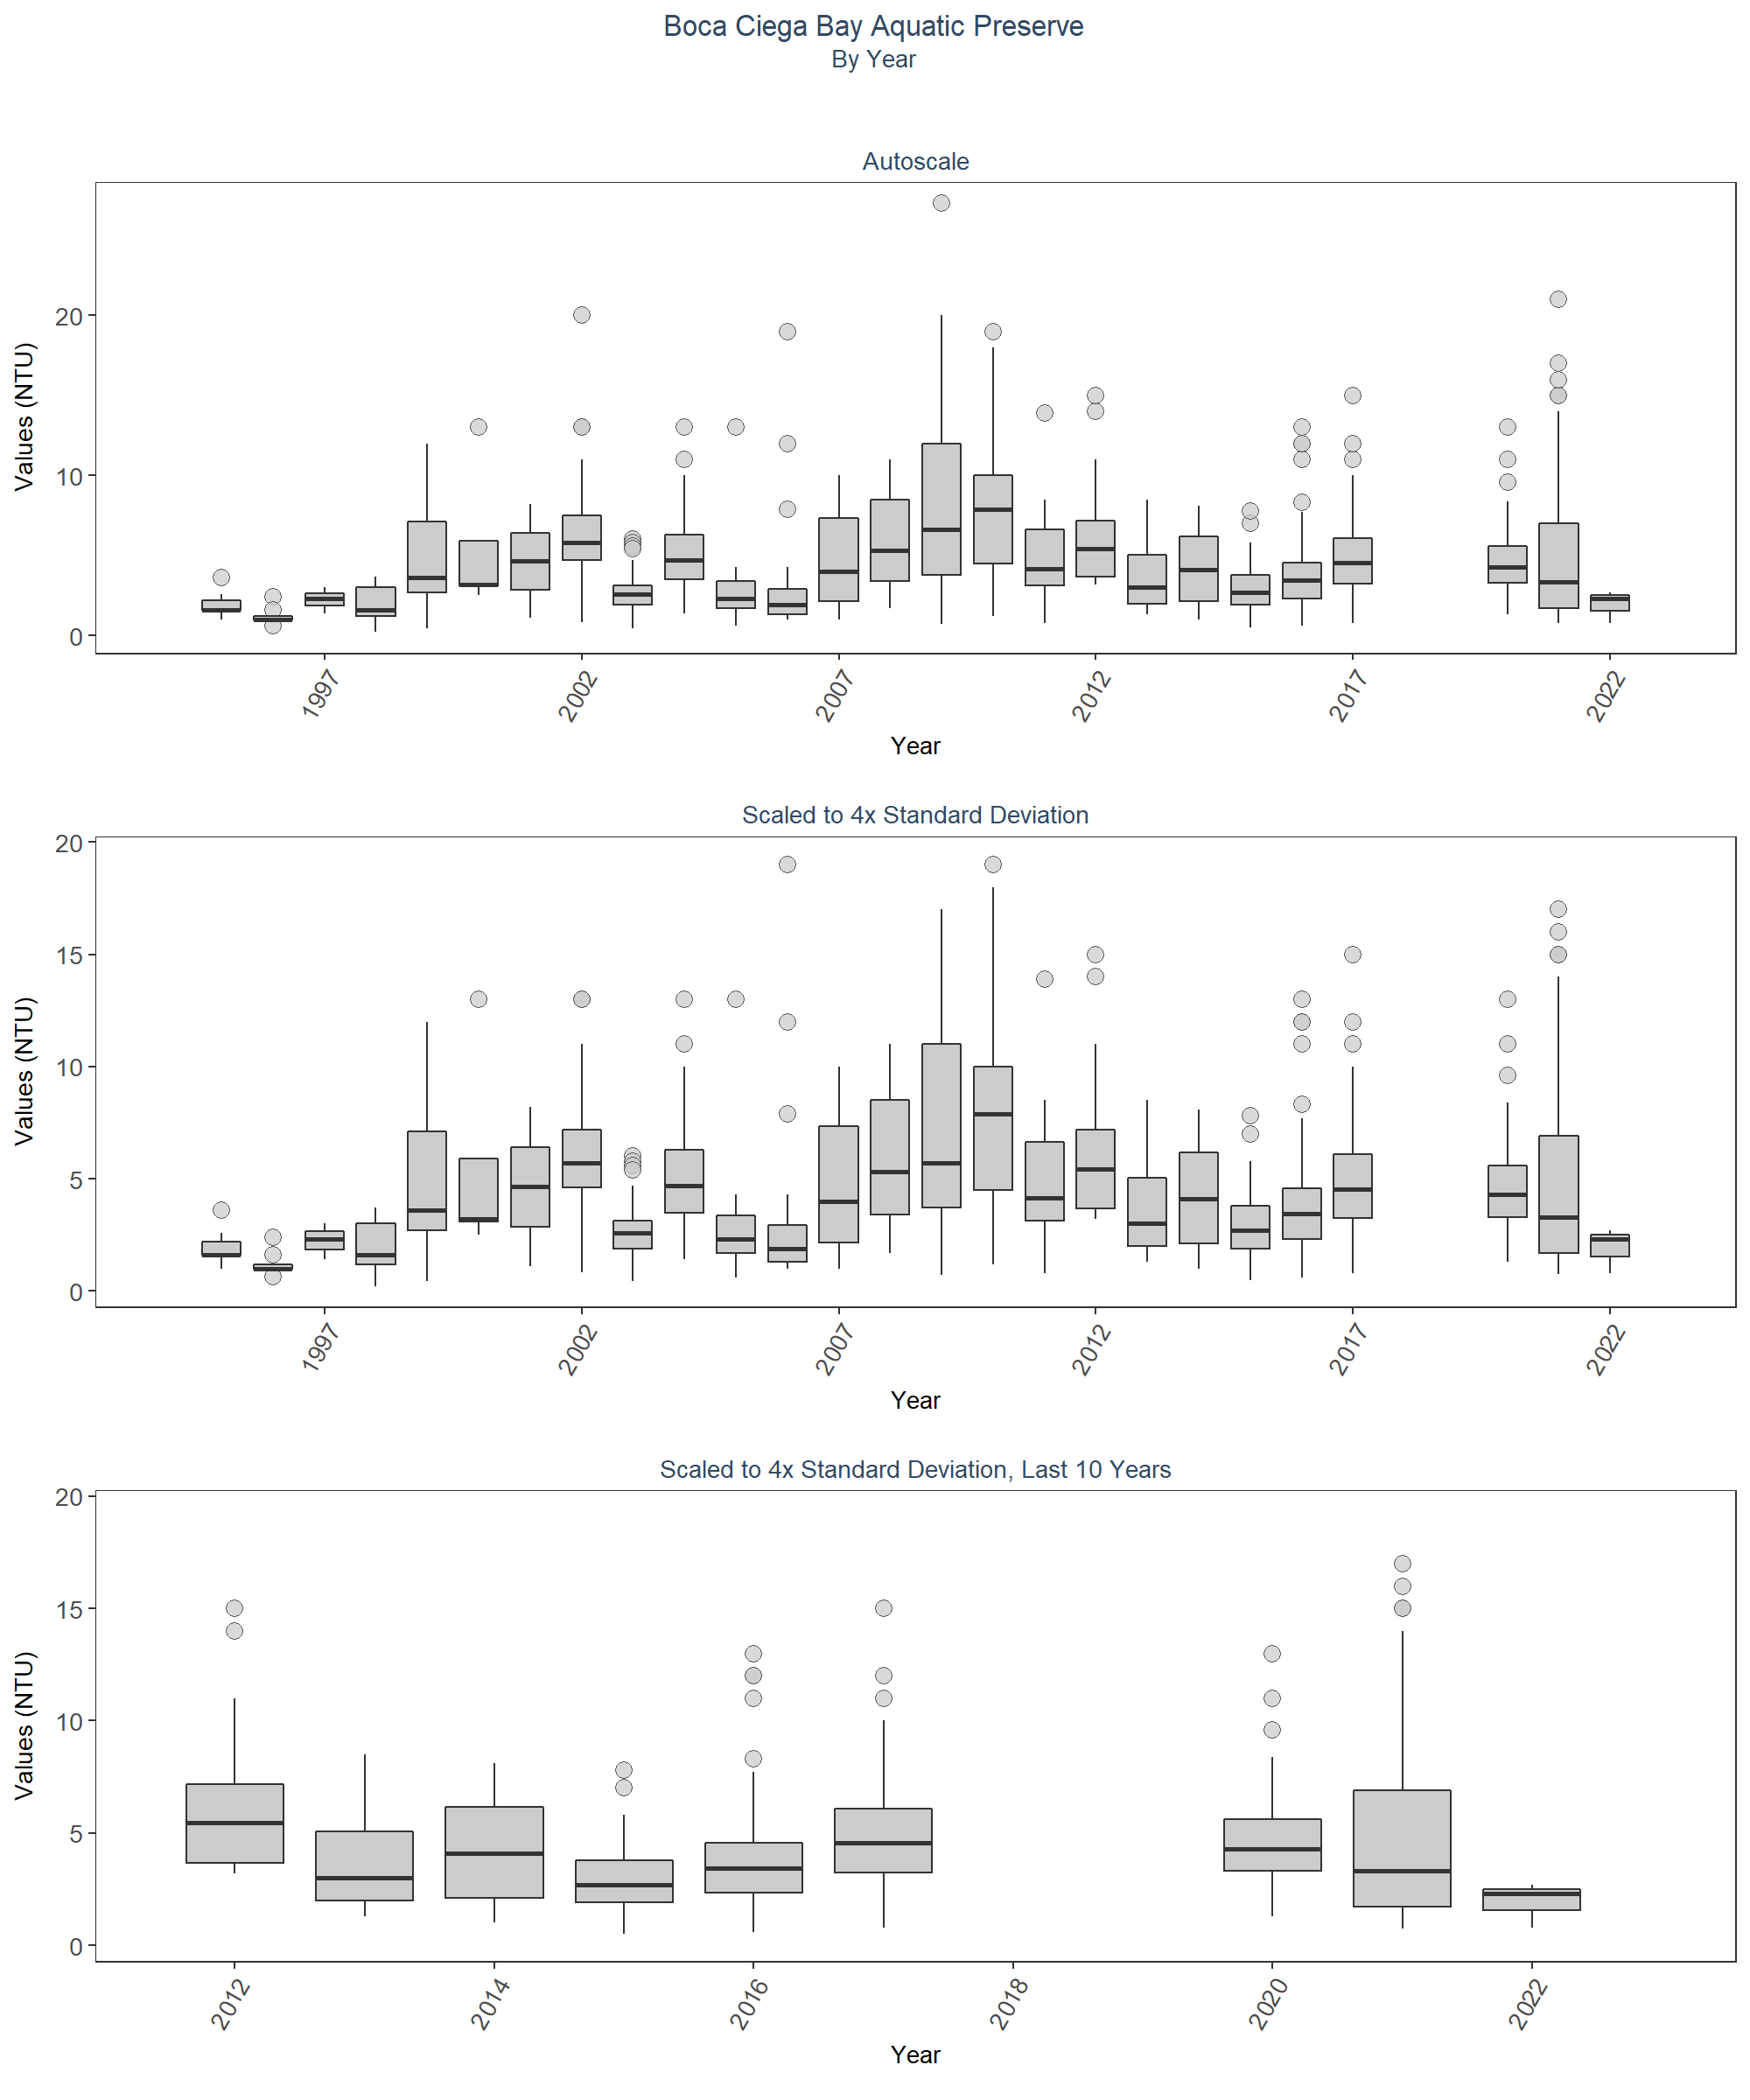 Boca Ciega Bay Aquatic Preserve
By Year
Autoscale
Values (NTU)
20
10
0
1997 2002 2007 2012 2017 2022
Year
Scaled to 4x Standard Deviation
Values (NTU)
20
15
10
5
0
1997 2002 2007 2012 2017 2022
Year
Scaled to 4x Standard Deviation, Last 10 Years
Values (NTU)
20
15
10
5
0
2012 2014 2016 2018 2020 2022
Year